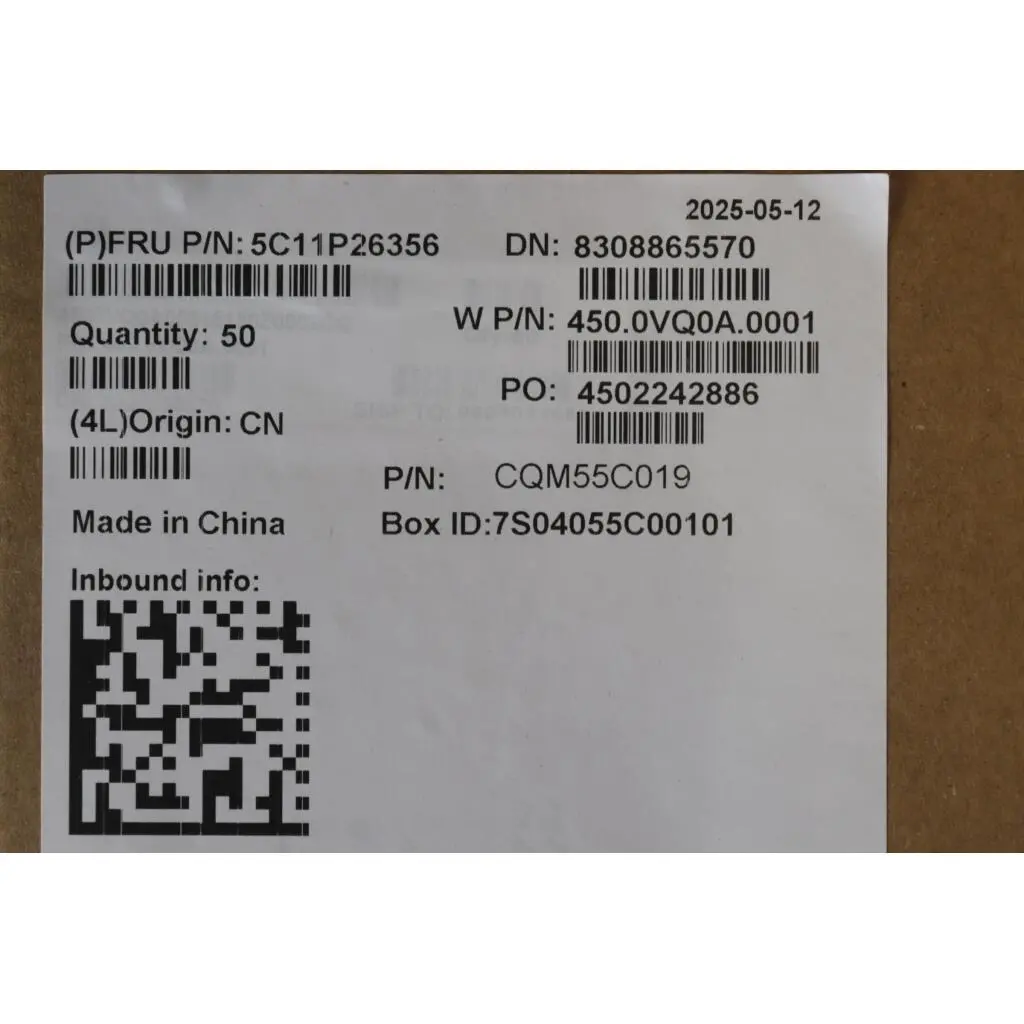 2025-05-12
(P)FRU P/N: 5C11P26356
DN: 8308865570
Quantity: 50
W P/N: 450.0VQ0A.0001
PO: 4502242886
(4L)Origin: CN
P/N: CQM55C019
Made in China
Box ID:7S04055C00101
Inbound info: